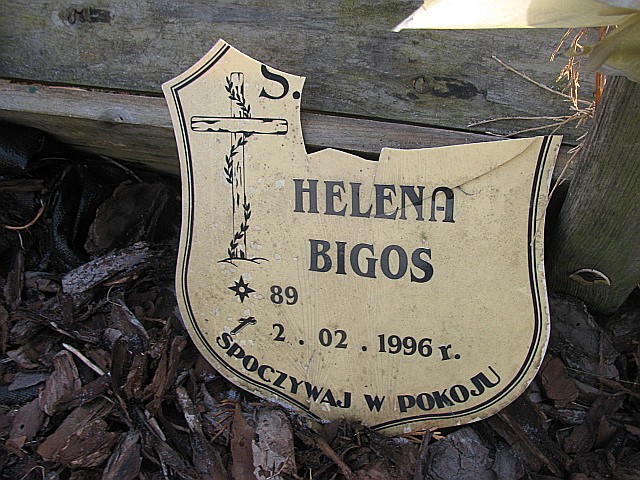 S.
HELENA
BIGOS
89
2.02.1996 r.
SPOCZYWAJ W POKOJU